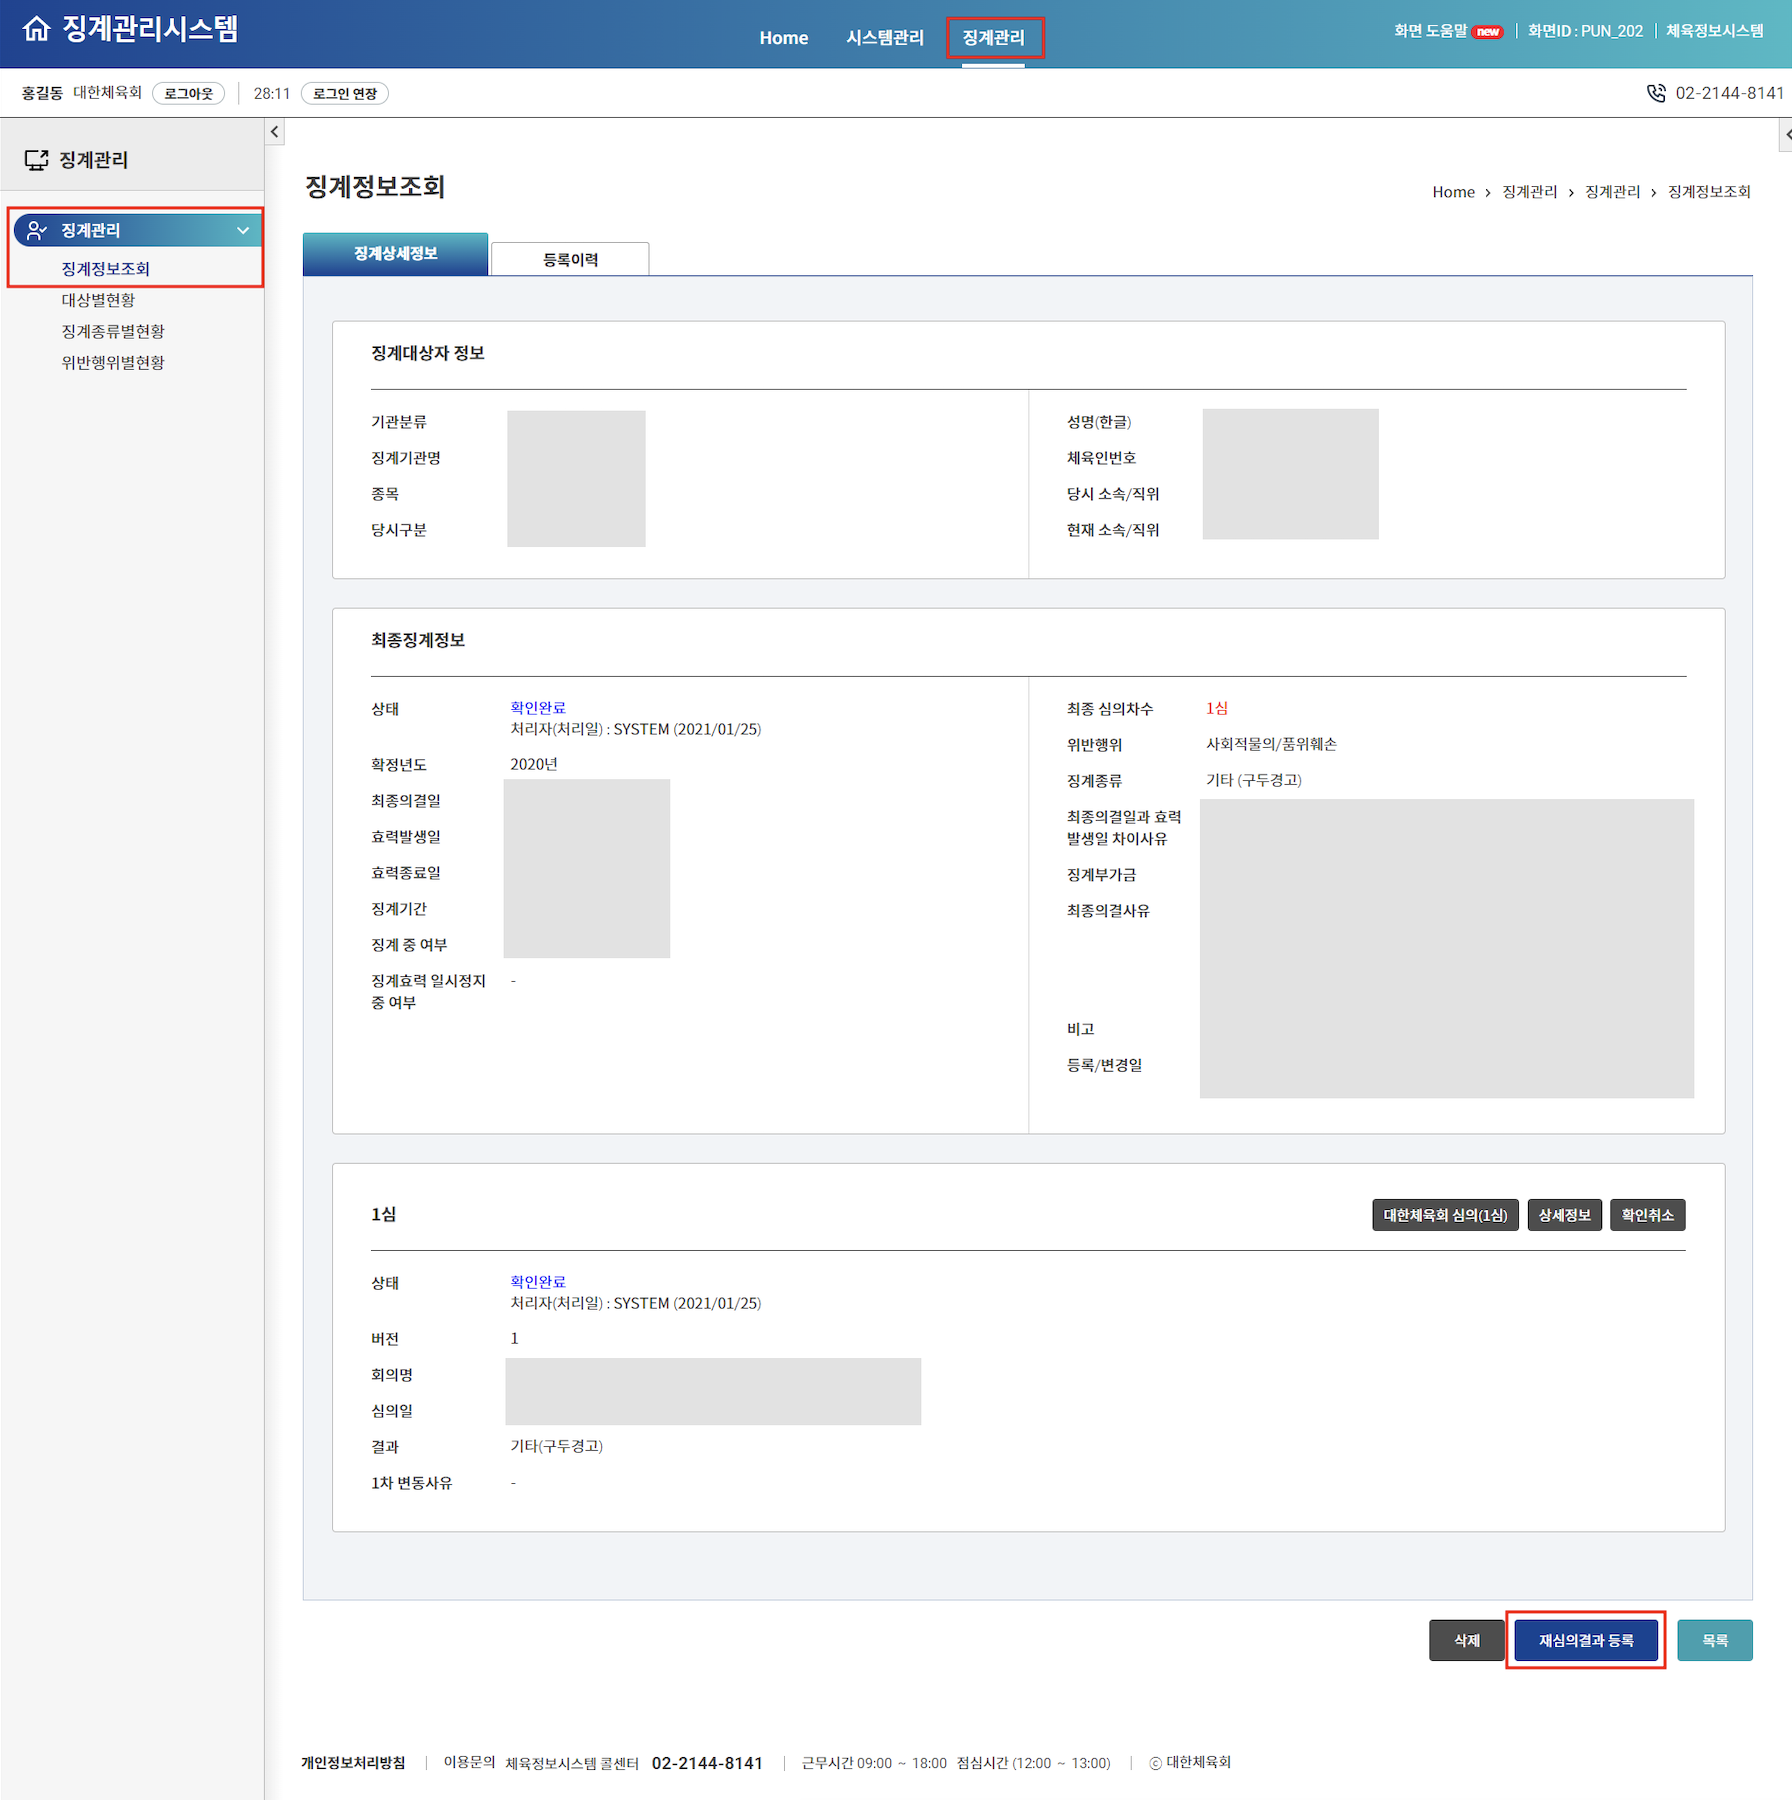 징계관리시스템
Home 시스템관리 징계관리
화면 도움말 new 화면ID : PUN_202 체육정보시스템
홍길동 대한체육회 로그아웃 28:11 로그인 연장
02-2144-8141
징계관리
징계관리
징계정보조회
대상별현황
징계종류별현황
위반행위별현황
징계정보조회
Home > 징계관리 > 징계관리 > 징계정보조회
징계상세정보 등록이력
징계대상자 정보
기관분류
징계기관명
종목
당시구분
성명(한글)
체육인번호
당시 소속/직위
현재 소속/직위
최종징계정보
상태 확인완료
처리자(처리일) : SYSTEM (2021/01/25)
확정년도 2020년
최종의결일
효력발생일
효력종료일
징계기간
징계 중 여부
징계효력 일시정지 -
중 여부
최종 심의차수 1심
위반행위 사회적물의/품위훼손
징계종류 기타 (구두경고)
최종의결일과 효력
발생일 차이사유
징계부가금
최종의결사유
비고
등록/변경일
1심
대한체육회 심의(1심) 상세정보 확인취소
상태 확인완료
처리자(처리일) : SYSTEM (2021/01/25)
버전 1
회의명
심의일
결과 기타(구두경고)
1차 변동사유 -
삭제 재심의결과 등록 목록
개인정보처리방침 이용문의 체육정보시스템 콜센터 02-2144-8141 근무시간 09:00 ~ 18:00 점심시간 (12:00 ~ 13:00) ⓒ 대한체육회